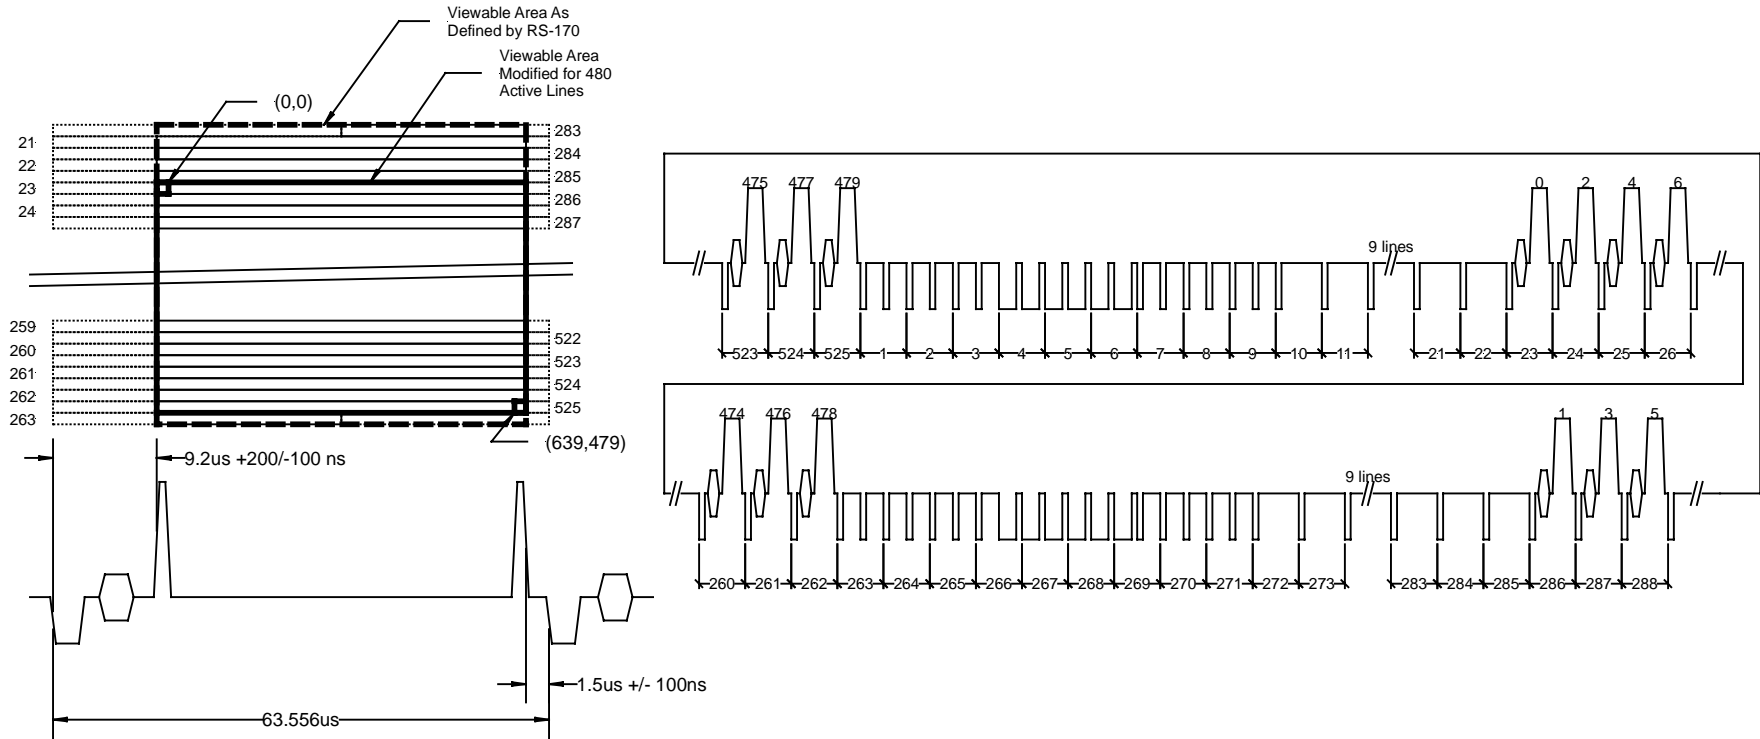 Viewable Area As
Defined by RS-170
Viewable Area
Modified for 480
Active Lines
(0,0)
21
22
23
24
283
284
285
286
287
259
260
261
262
263
522
523
524
525
(639,479)
9.2us +200/-100 ns
1.5us +/- 100ns
63.556us
475 477 479
0 2 4 6
9 lines
523 524 525 1 2 3 4 5 6 7 8 9 10 11 21 22 23 24 25 26
474 476 478
1 3 5
9 lines
260 261 262 263 264 265 266 267 268 269 270 271 272 273 283 284 285 286 287 288